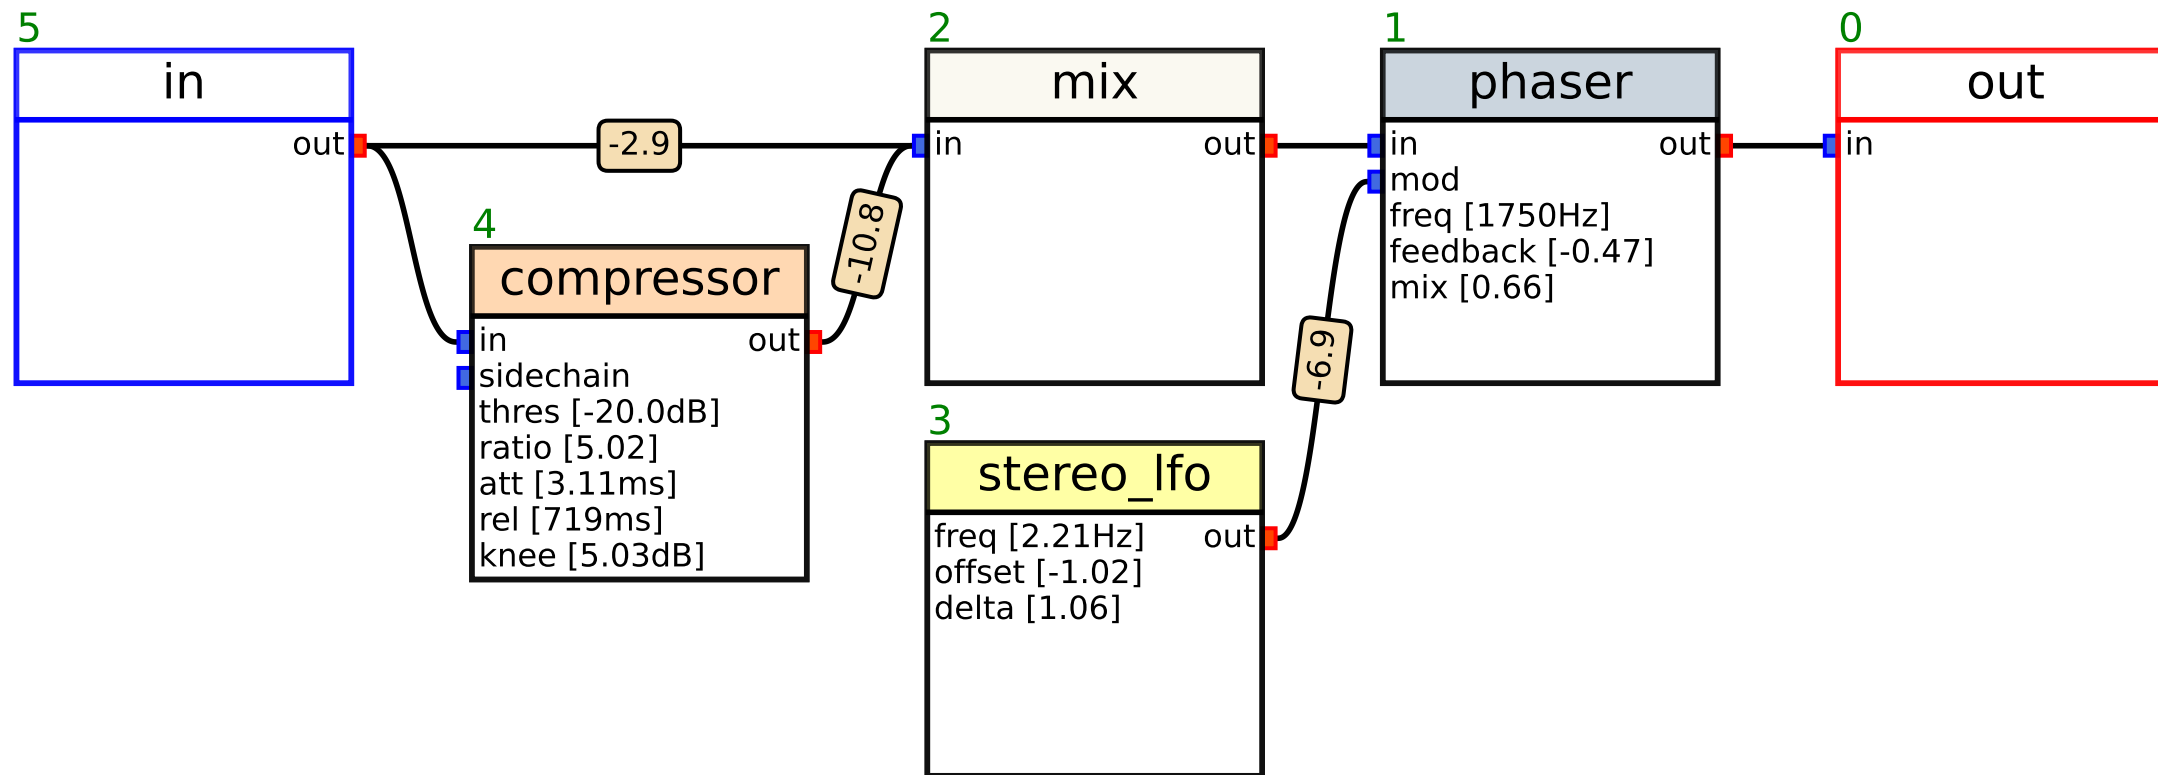 5
in
out
-2.9
4
compressor
in
out
sidechain
thres [-20.0dB]
ratio [5.02]
att [3.11ms]
rel [719ms]
knee [5.03dB]
-10.8
2
mix
in
out
3
stereo_lfo
freq [2.21Hz]
out
offset [-1.02]
delta [1.06]
-6.9
1
phaser
in
out
mod
freq [1750Hz]
feedback [-0.47]
mix [0.66]
0
out
in